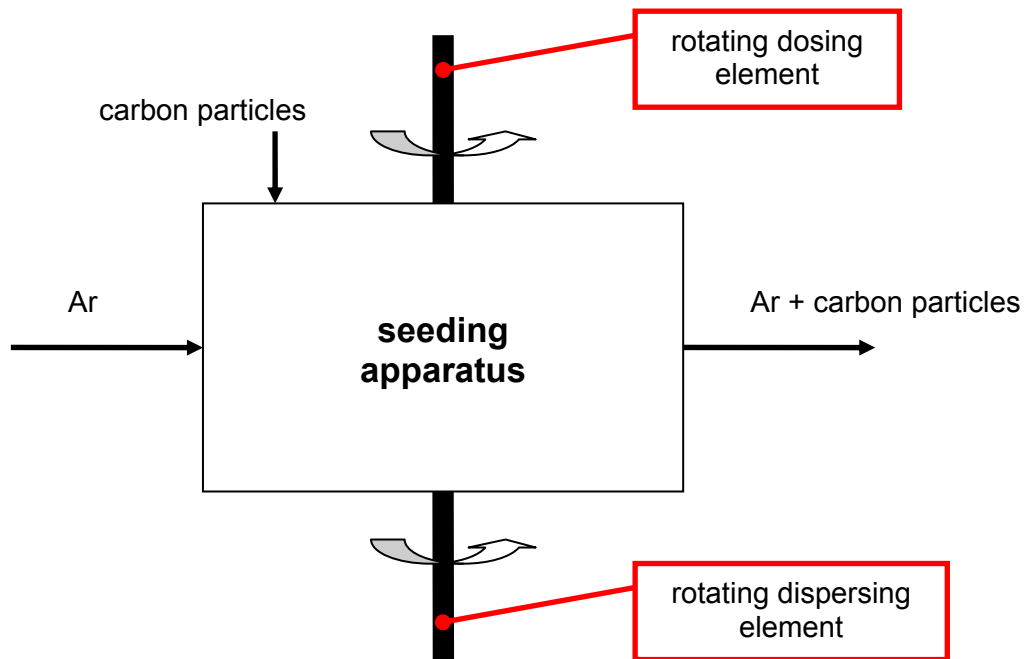 rotating dosing
element
carbon particles
Ar
Ar + carbon particles
seeding
apparatus
rotating dispersing
element